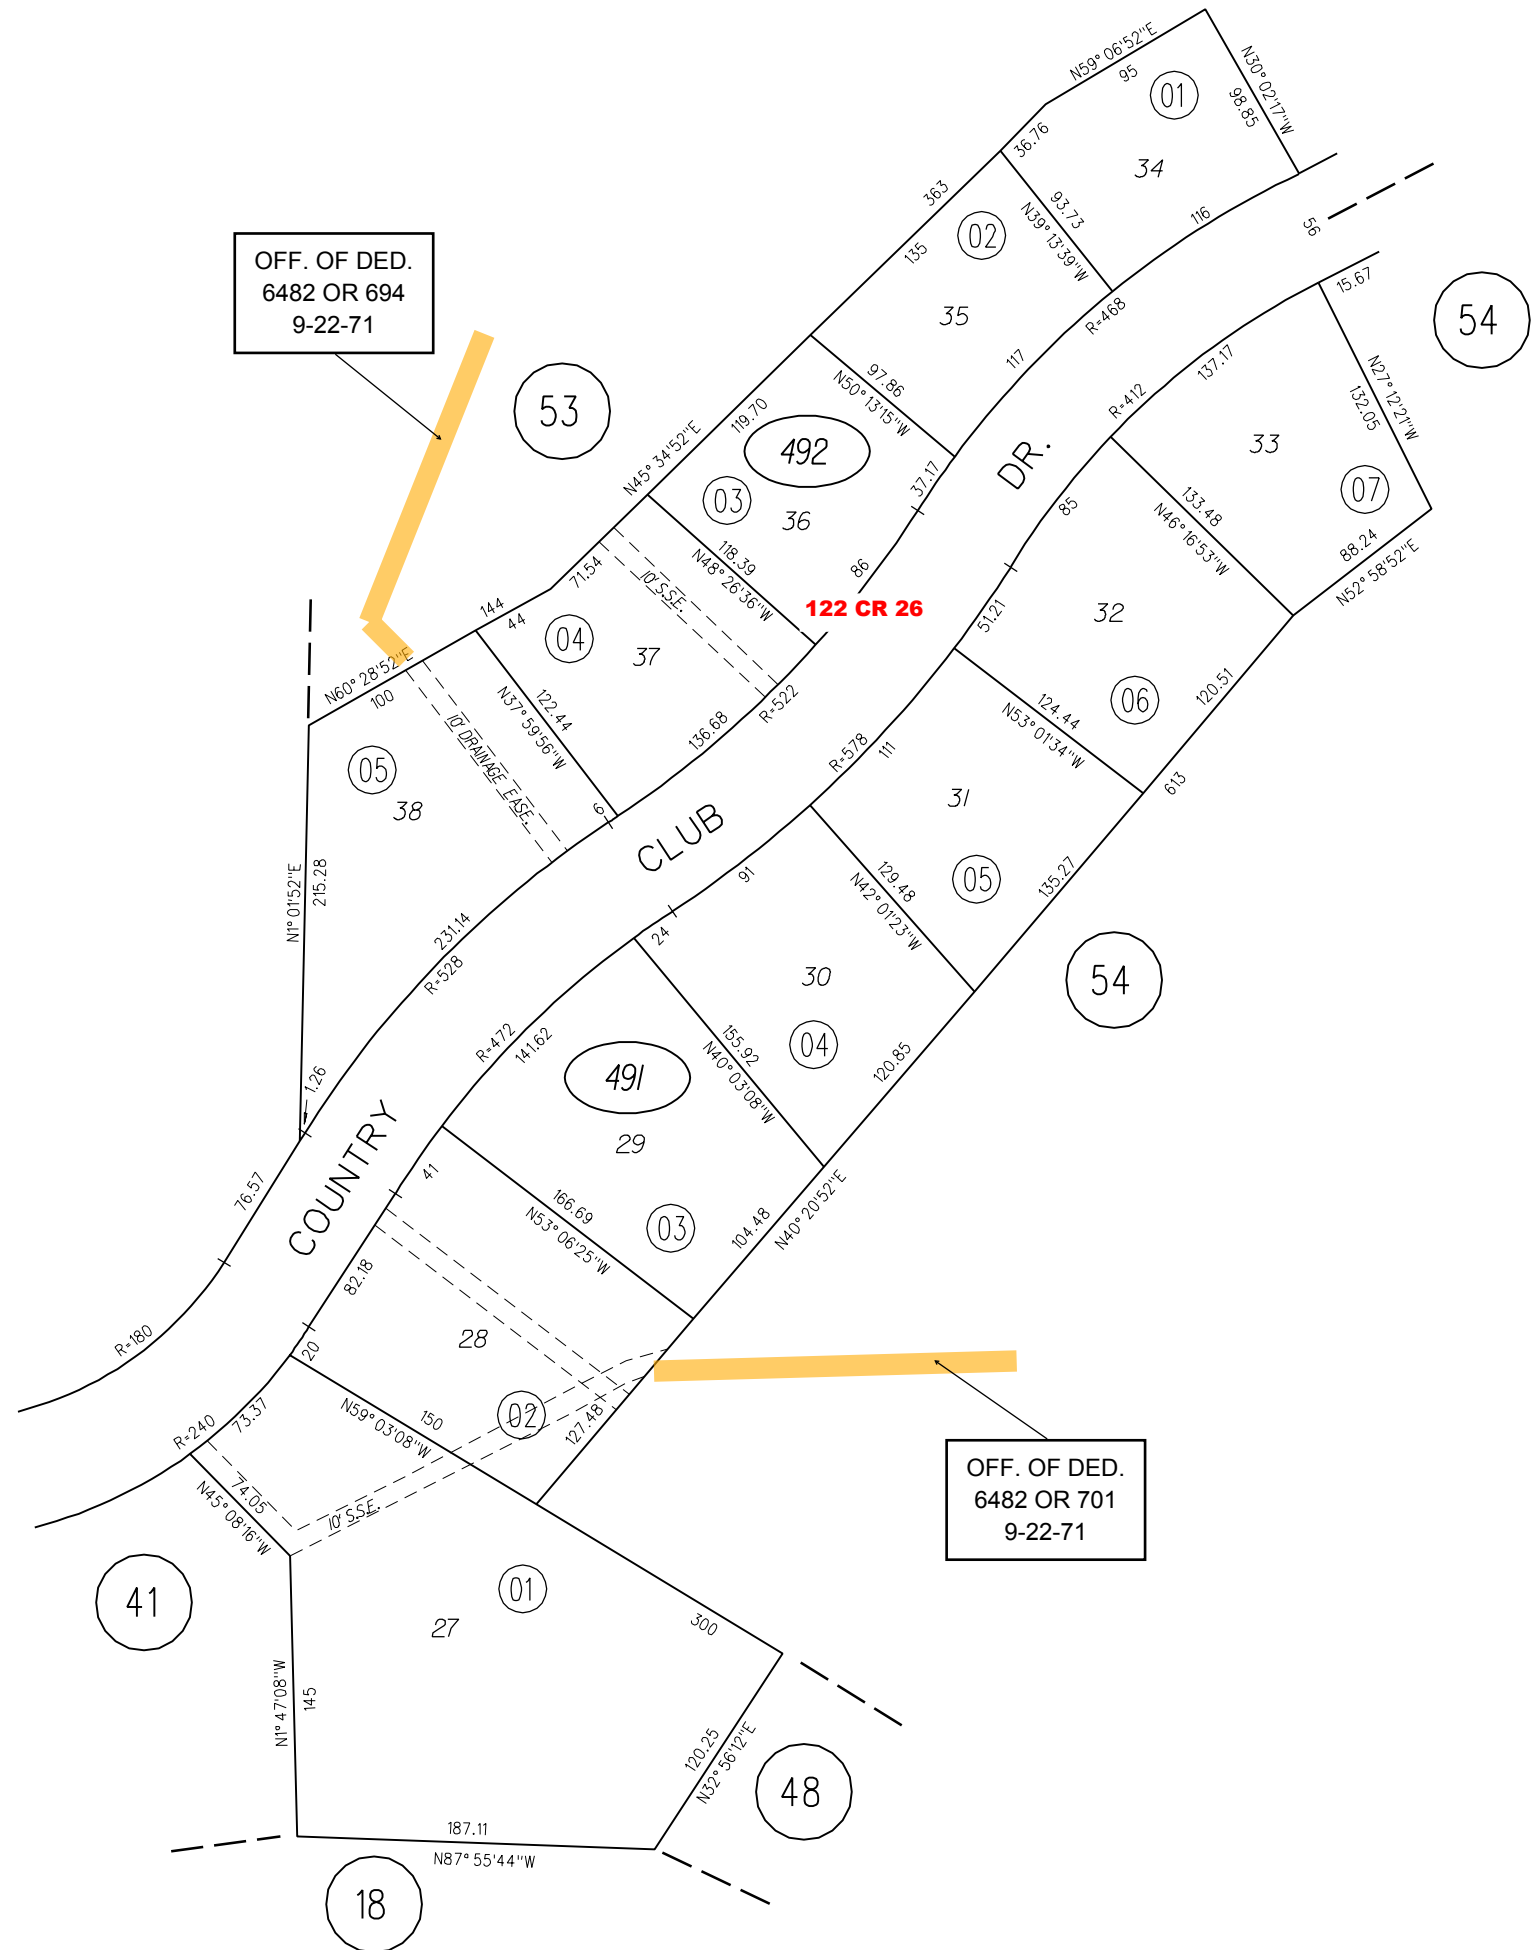 N59° 06'52"E
95
01
N30° 02'17"W
98.85
36.76
34
93.73
N39° 13'39"W
116
56
363
02
135
35
R=468
15.67
54
OFF. OF DED.
6482 OR 694
9-22-71
53
117
97.86
N50° 13'15"W
137.17
R=412
N27° 12'21"W
132.05
33
07
N45° 34'52"E
119.70
492
03
36
37.17
DR.
85
133.48
N46° 16'53"W
88.24
N52° 58'52"E
71.54
10' S.S.E.
118.39
N48° 26'36"W
86
122 CR 26
51.21
32
144
44
04
37
N60° 28'52"E
100
122.44
N37° 59'56"W
136.68
R=522
124.44
N53° 01'34"W
06
120.51
613
10' DRAINAGE EASE.
05
38
6
R=578
111
31
CLUB
N1° 01'52"E
215.28
91
129.48
N42° 01'23"W
05
135.27
231.14
R=528
24
30
54
R=472
141.62
155.92
N40° 03'08"W
04
120.85
1.26
491
29
COUNTRY
76.57
41
166.69
N53° 06'25"W
03
104.48
N40° 20'52"E
82.18
R=180
20
28
02
127.48
N59° 03'08"W
150
R=240
73.37
74.05
N45° 08'16"W
10' S.S.E.
OFF. OF DED.
6482 OR 701
9-22-71
41
01
27
300
N1° 47'08"W
145
120.25
N32° 56'12"E
48
187.11
N87° 55'44"W
18